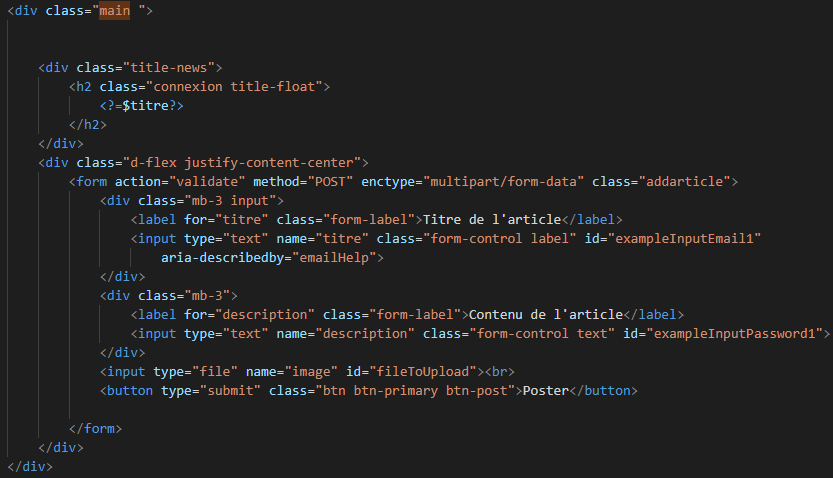 <div class="main ">
<div class="title-news">
<h2 class="connexion title-float">
<?=$titre?>
</h2>
</div>
<div class="d-flex justify-content-center">
<form action="validate" method="POST" enctype="multipart/form-data" class="addarticle">
<div class="mb-3 input">
<label for="titre" class="form-label">Titre de l'article</label>
<input type="text" name="titre" class="form-control label" id="exampleInputEmail1"
aria-describedby="emailHelp">
</div>
<div class="mb-3">
<label for="description" class="form-label">Contenu de l'article</label>
<input type="text" name="description" class="form-control text" id="exampleInputPassword1">
</div>
<input type="file" name="image" id="fileToUpload"><br>
<button type="submit" class="btn btn-primary btn-post">Poster</button>
</form>
</div>
</div>